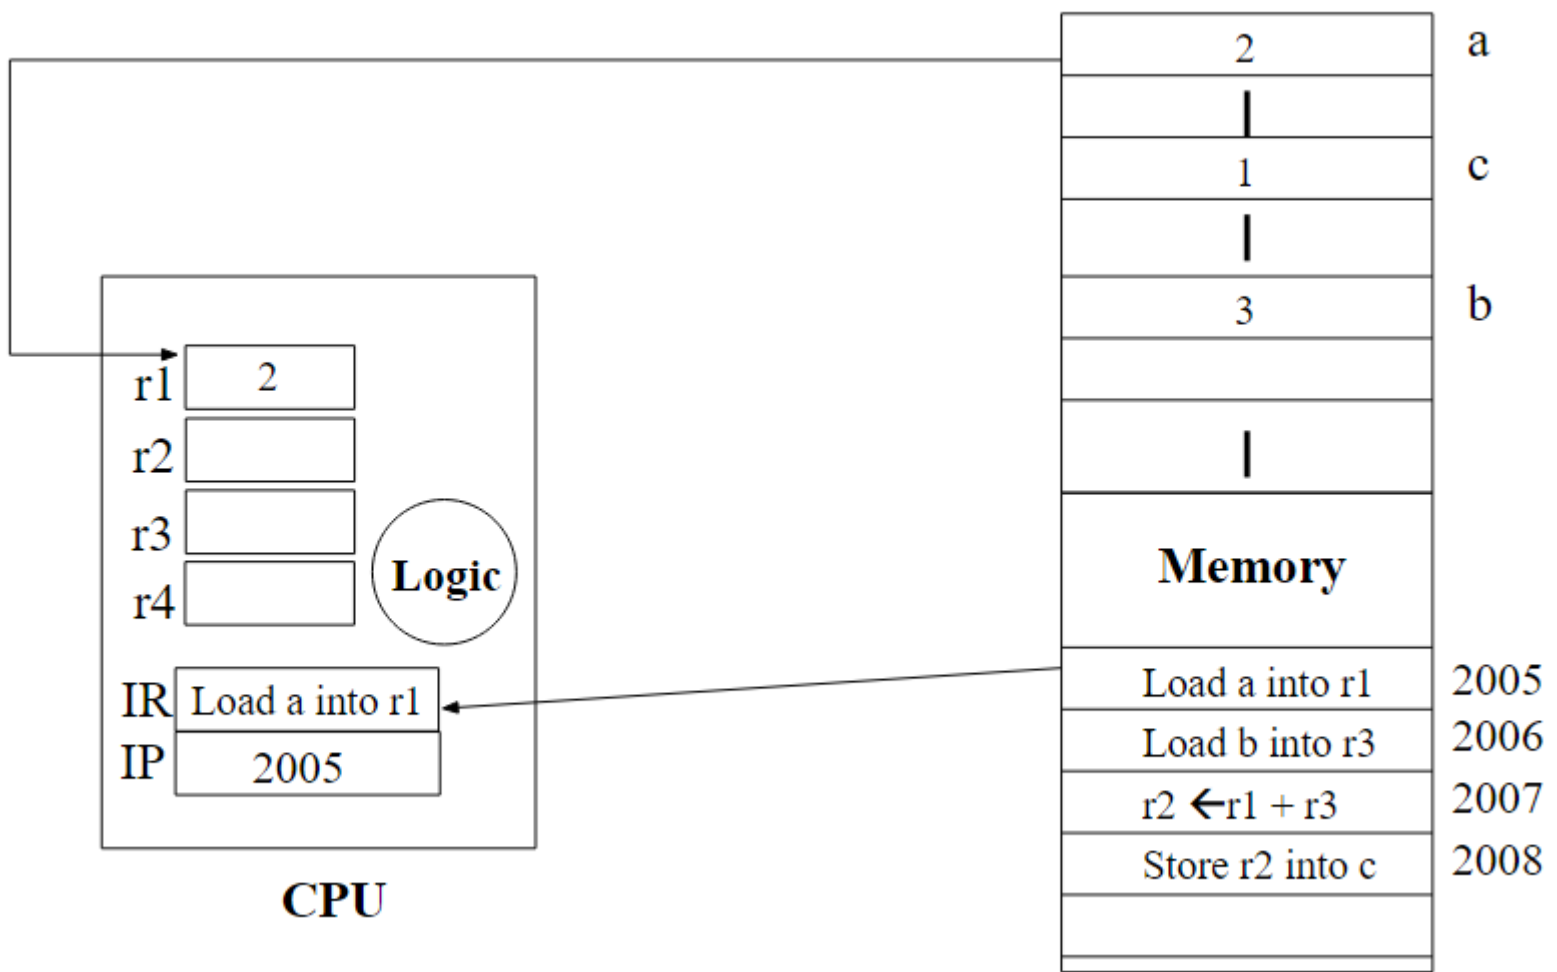 2 a
1 c
3 b
r1 2
r2
r3
r4
Logic
IR Load a into r1
IP 2005
CPU
Memory
Load a into r1 2005
Load b into r3 2006
r2 ←r1 + r3 2007
Store r2 into c 2008